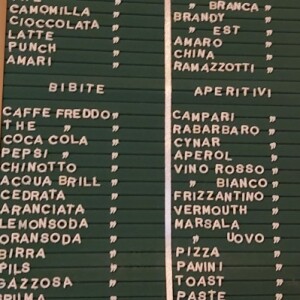 CAMOMILLA "
CIOCCOLATA "
LATTE "
PUNCH "
AMARI "
BIBITE
CAFFE FREDDO "
THE " "
COCA COLA "
PEPSI " "
CHINOTTO "
ACQUA BRILL "
CEDRATA "
ARANCIATA "
LEMONSODA "
ORANSODA "
BIRRA "
PILS "
GAZZOSA "
" BRANCA "
BRANDY "
" EST "
AMARO "
CHINA "
RAMAZZOTTI "
APERITIVI
CAMPARI "
RABARBARO "
CYNAR "
APEROL "
VINO ROSSO "
" BIANCO "
FRIZZANTINO "
VERMOUTH "
MARSALA "
" UOVO "
PIZZA "
PANINI "
TOAST "
PASTE "